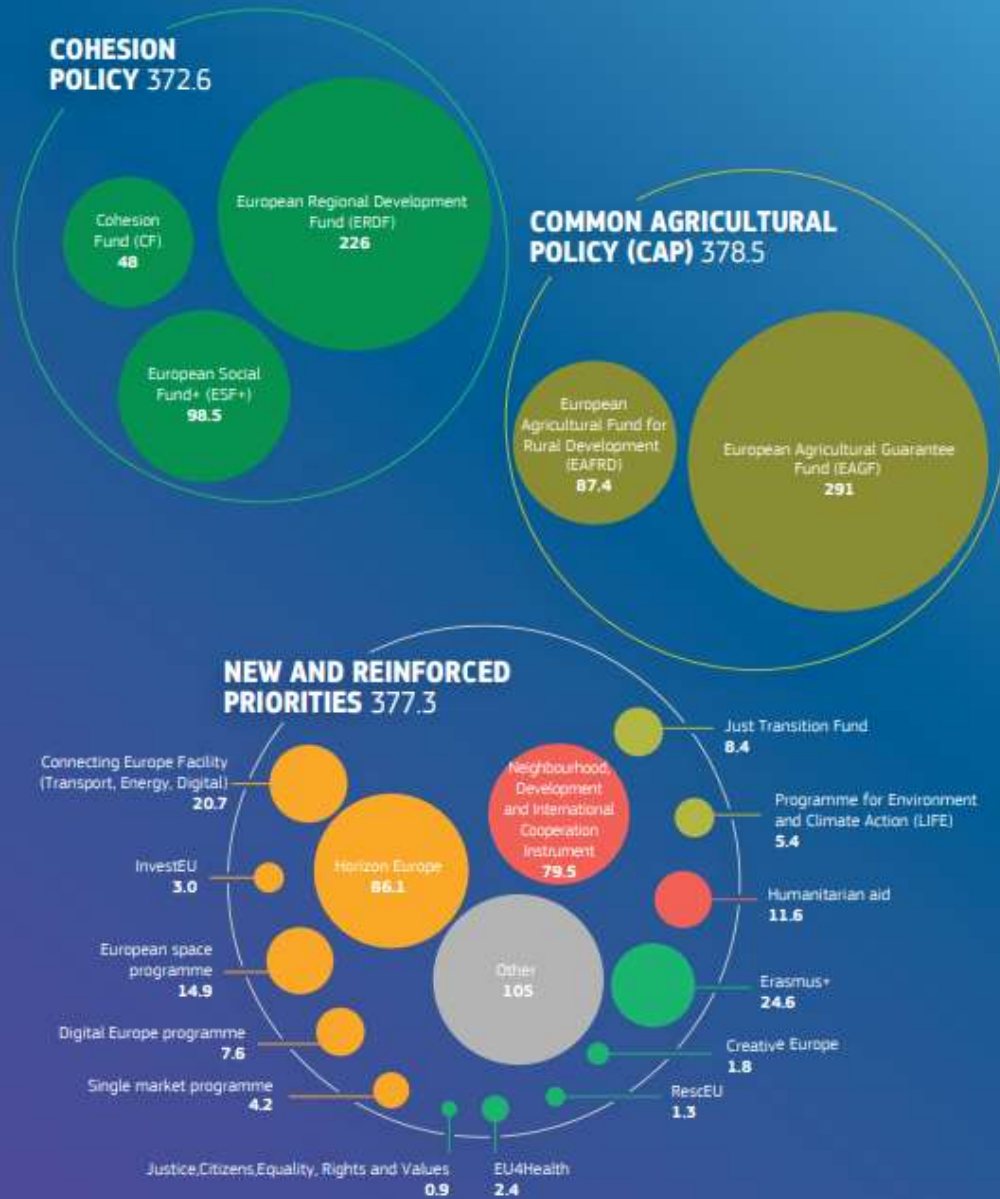 COHESION
POLICY 372.6
European Regional Development
Fund (ERDF)
226
Cohesion
Fund (CF)
48
European Social
Fund+ (ESF+)
98.5
COMMON AGRICULTURAL
POLICY (CAP) 378.5
European
Agricultural Fund for
Rural Development
(EAFRD)
87.4
European Agricultural Guarantee
Fund (EAGF)
291
NEW AND REINFORCED
PRIORITIES 377.3
Connecting Europe Facility
(Transport, Energy, Digital)
20.7
InvestEU
3.0
European space
programme
14.9
Digital Europe programme
7.6
Single market programme
4.2
Justice,Citizens,Equality, Rights and Values
0.9
EU4Health
2.4
Horizon Europe
86.1
Neighbourhood,
Development
and International
Cooperation
Instrument
79.5
Other
105
Just Transition Fund
8.4
Programme for Environment
and Climate Action (LIFE)
5.4
Humanitarian aid
11.6
Erasmus+
24.6
Creative Europe
1.8
RescEU
1.3